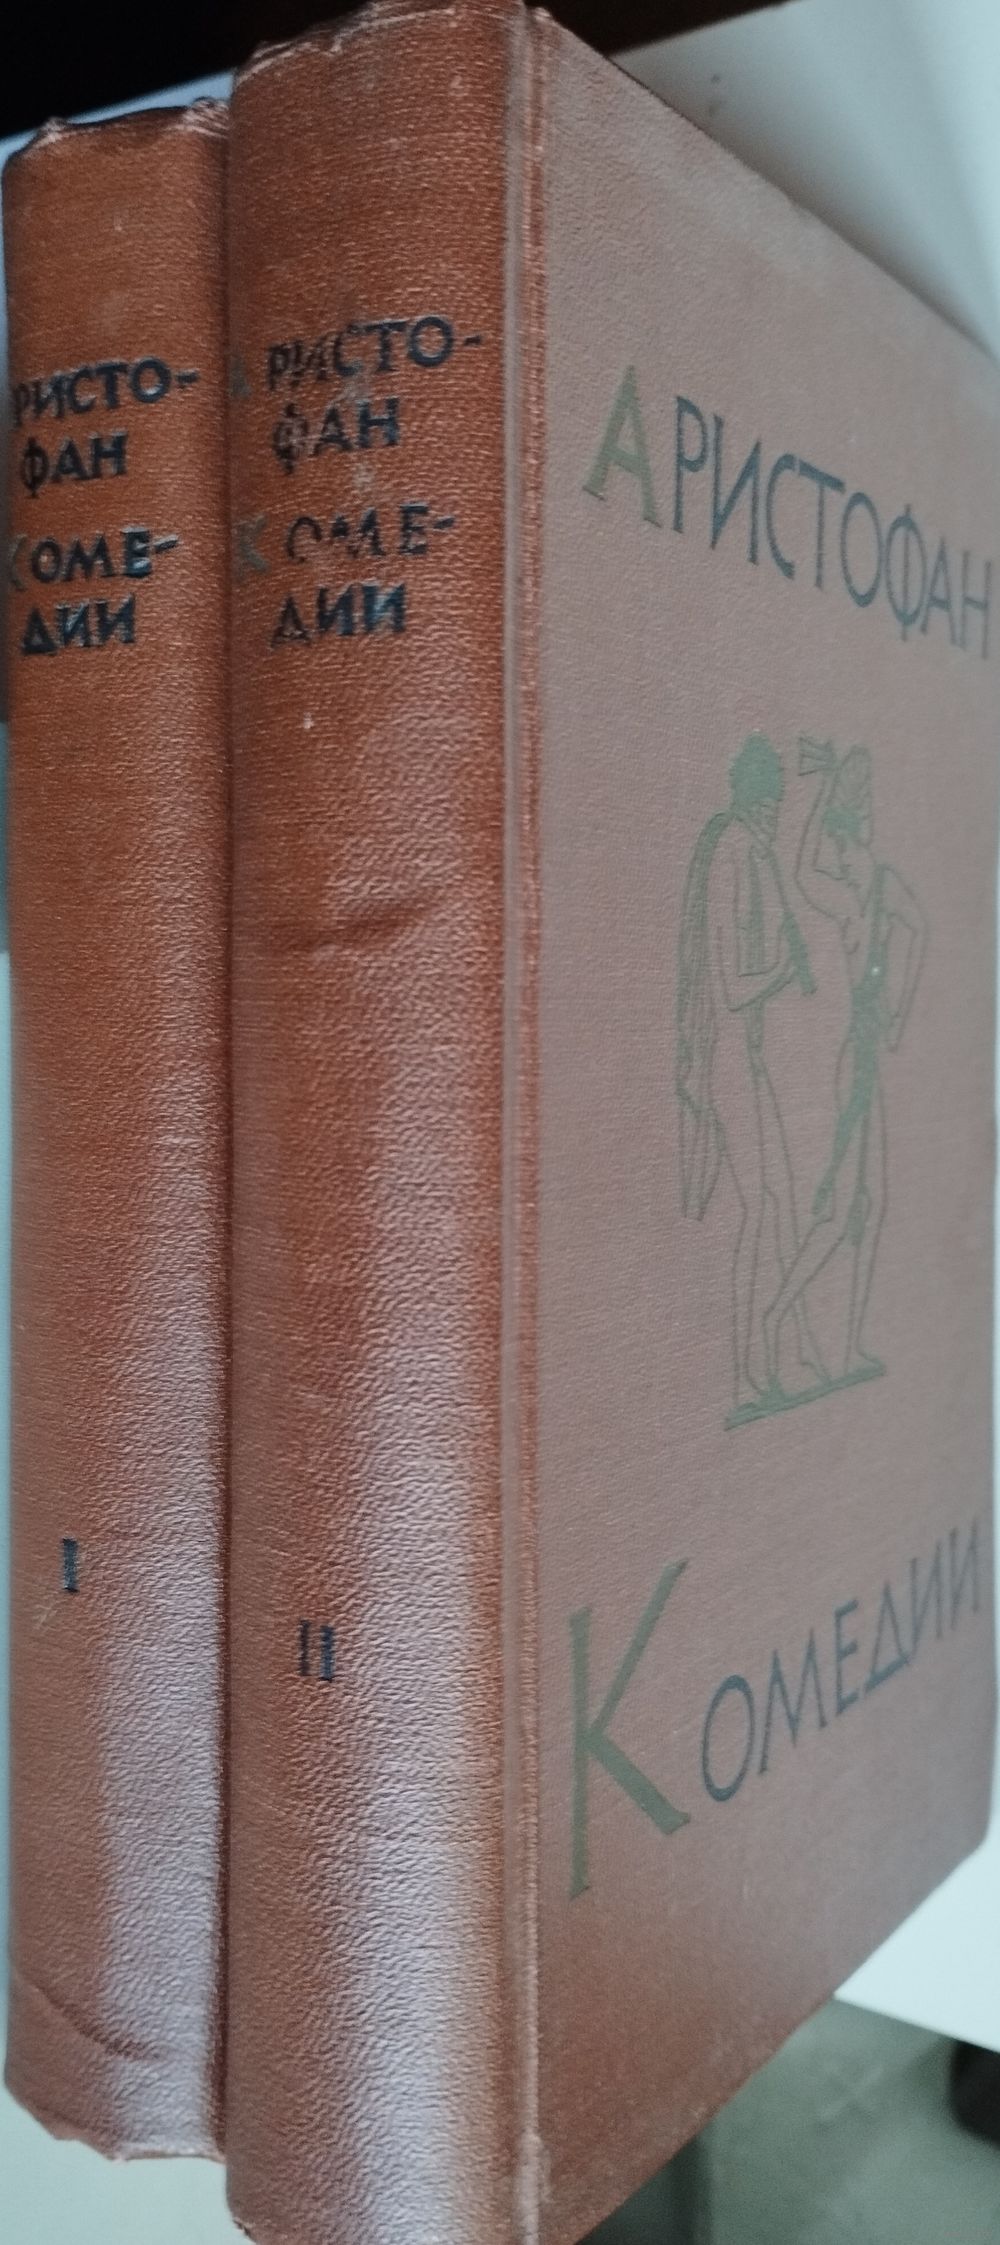 АРИСТО-
ФАН
КОМЕ-
ДИИ
I
АРИСТО-
ФАН
КОМЕ-
ДИИ
II
АРИСТОФАН
КОМЕДИИ